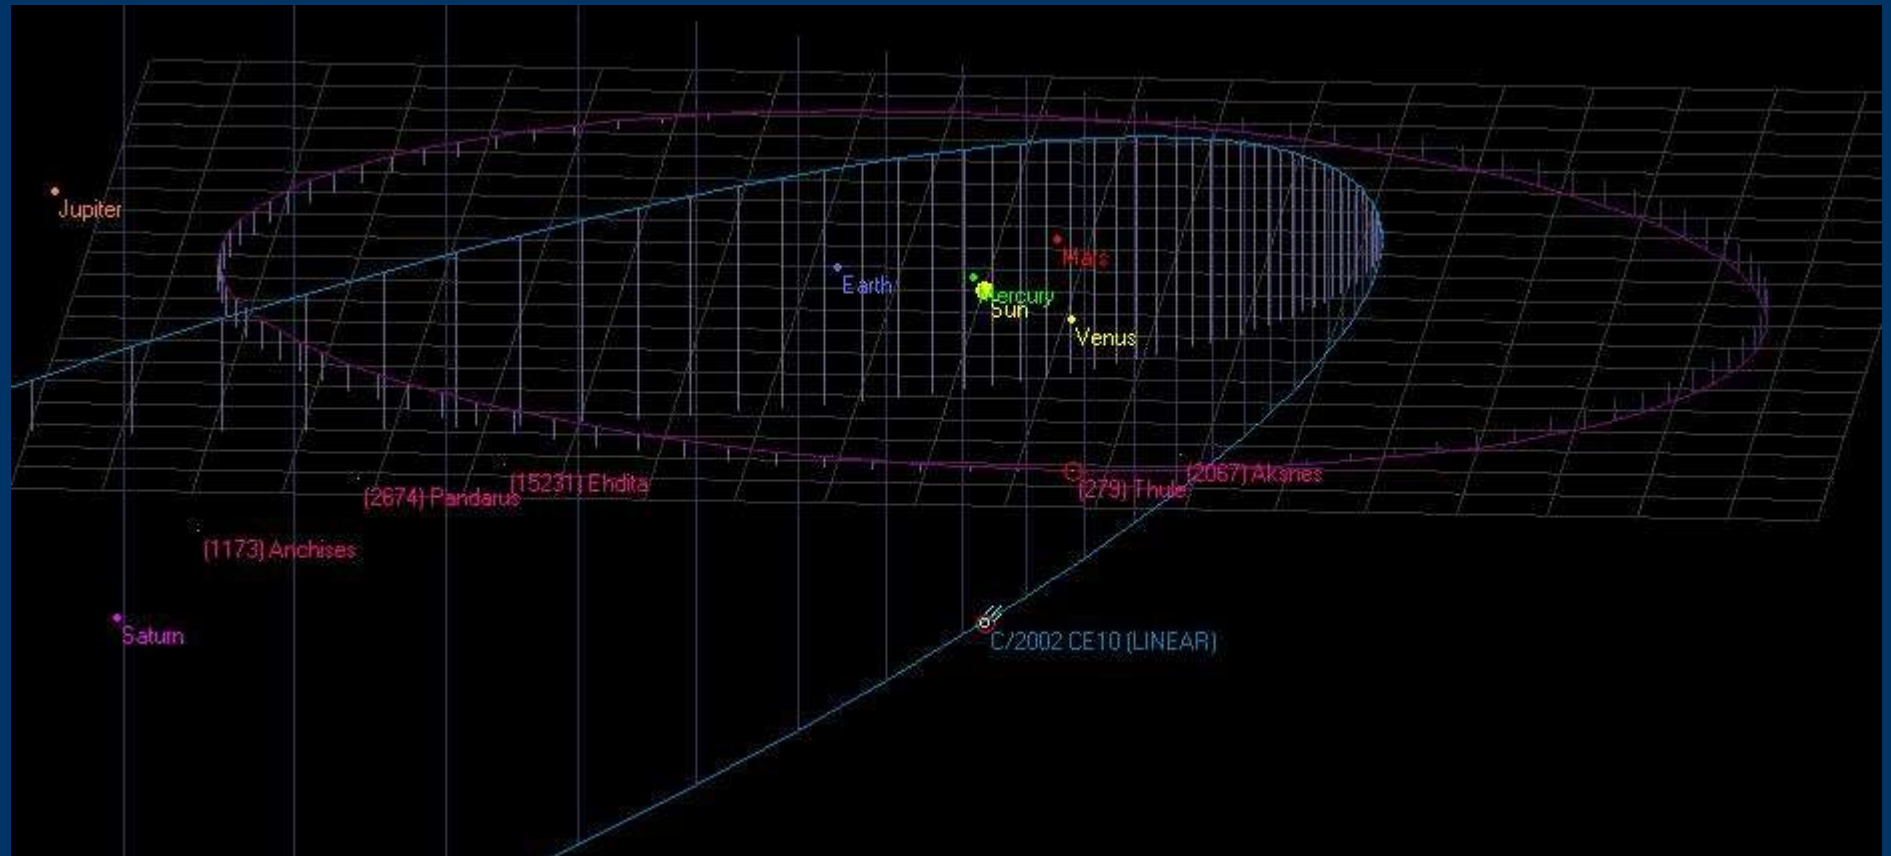 Jupiter
Mars
Earth
Mercury
Sun
Venus
(2067) Aksnes
(15231) Ehdita
(279) Thule
(2674) Pandarus
(1173) Anchises
Saturn
C/2002 CE10 (LINEAR)